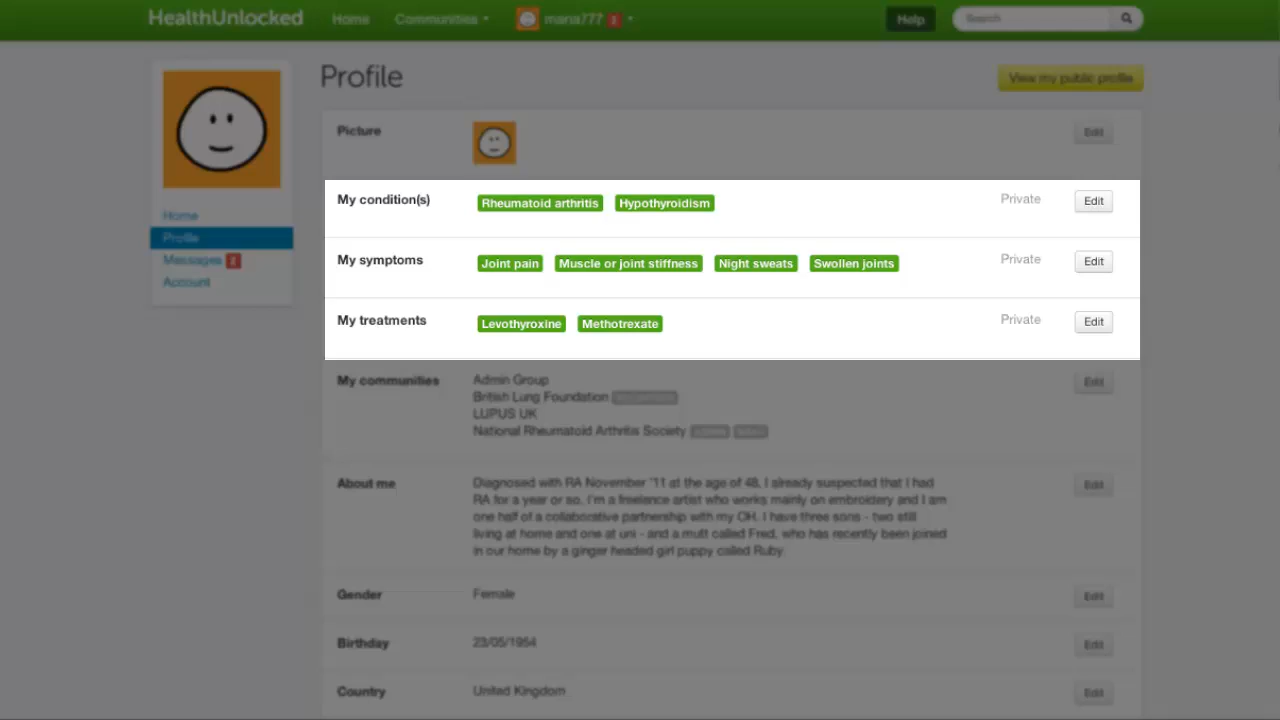 HealthUnlocked Home Communities maria777 2 Help Search
Profile View my public profile
Picture Edit
Home
Profile
Messages 2
Account
My condition(s) Rheumatoid arthritis Hypothyroidism Private Edit
My symptoms Joint pain Muscle or joint stiffness Night sweats Swollen joints Private Edit
My treatments Levothyroxine Methotrexate Private Edit
My communities Admin Group Edit
British Lung Foundation
LUPUS UK
National Rheumatoid Arthritis Society
About me Diagnosed with RA November '11 at the age of 48, I already suspected that I had Edit
RA for a year or so. I'm a freelance artist who works mainly on embroidery and I am
one half of a collaborative partnership with my OH. I have three sons - two still
living at home and one at uni - and a mutt called Fred, who has recently been joined
in our home by a ginger headed girl puppy called Ruby
Gender Female Edit
Birthday 23/05/1964 Edit
Country United Kingdom Edit